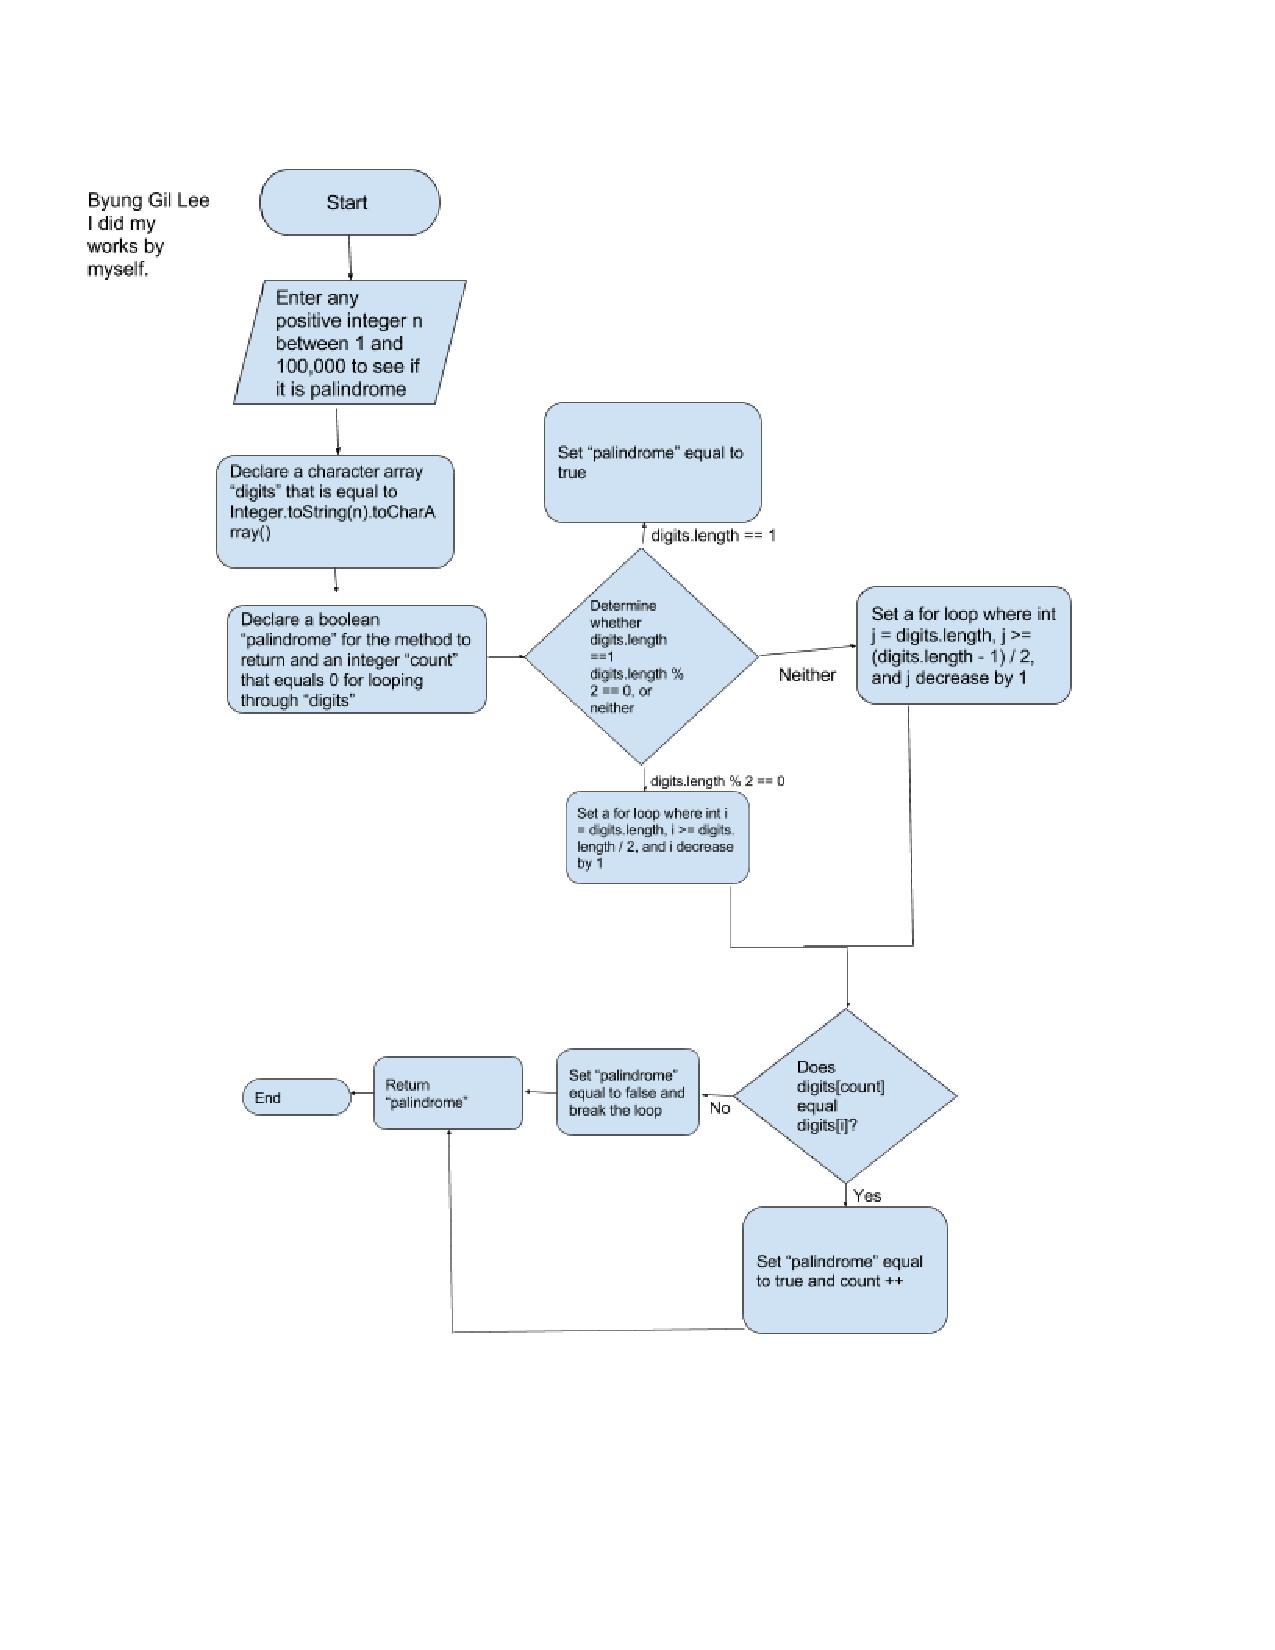 Byung Gil Lee
I did my
works by
myself.
Start
Enter any
positive integer n
between 1 and
100,000 to see if
it is palindrome
Declare a character array
“digits” that is equal to
Integer.toString(n).toCharA
rray()
Declare a boolean
“palindrome” for the method to
return and an integer “count”
that equals 0 for looping
through “digits”
Set “palindrome” equal to
true
digits.length == 1
Determine
whether
digits.length
==1
digits.length %
2 == 0, or
neither
Neither
Set a for loop where int
j = digits.length, j >=
(digits.length - 1) / 2,
and j decrease by 1
digits.length % 2 == 0
Set a for loop where int i
= digits.length, i >= digits.
length / 2, and i decrease
by 1
Does
digits[count]
equal
digits[i]?
No
Set “palindrome”
equal to false and
break the loop
Return
“palindrome”
End
Yes
Set “palindrome” equal
to true and count ++